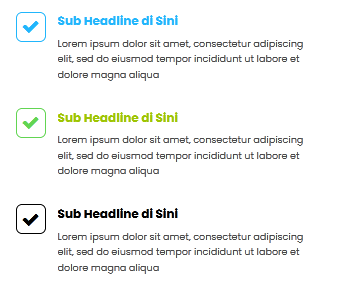 Sub Headline di Sini
Lorem ipsum dolor sit amet, consectetur adipiscing
elit, sed do eiusmod tempor incididunt ut labore et
dolore magna aliqua
Sub Headline di Sini
Lorem ipsum dolor sit amet, consectetur adipiscing
elit, sed do eiusmod tempor incididunt ut labore et
dolore magna aliqua
Sub Headline di Sini
Lorem ipsum dolor sit amet, consectetur adipiscing
elit, sed do eiusmod tempor incididunt ut labore et
dolore magna aliqua